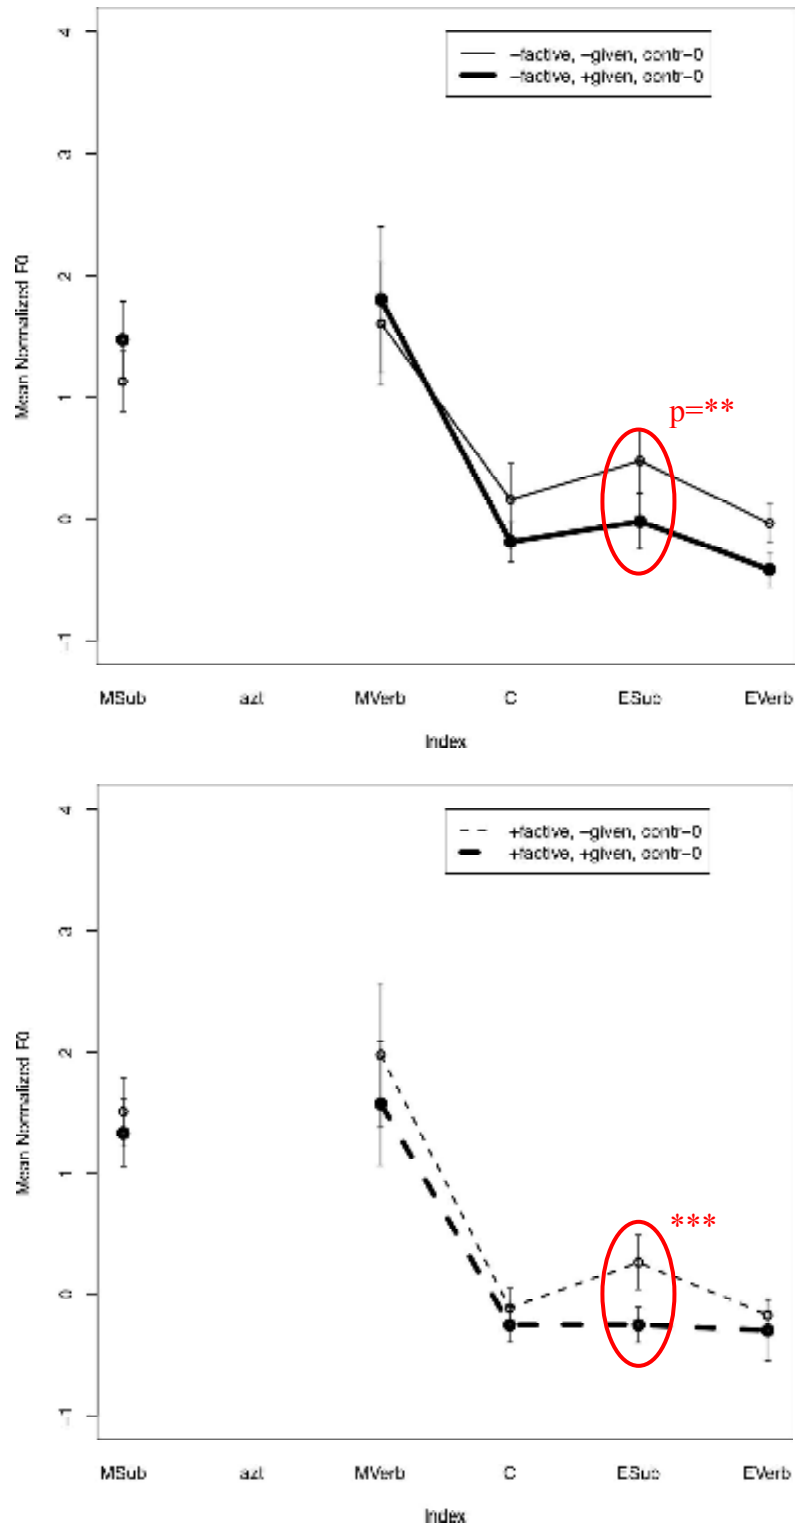 4
–factive, –given, contr–0
–factive, +given, contr–0
3
Mean Normalized F0
2
p=**
1
0
–1
MSub azt MVerb C ESub EVerb
Index
4
+factive, –given, contr–0
+factive, +given, contr–0
3
Mean Normalized F0
2
***
1
0
–1
MSub azt MVerb C ESub EVerb
Index